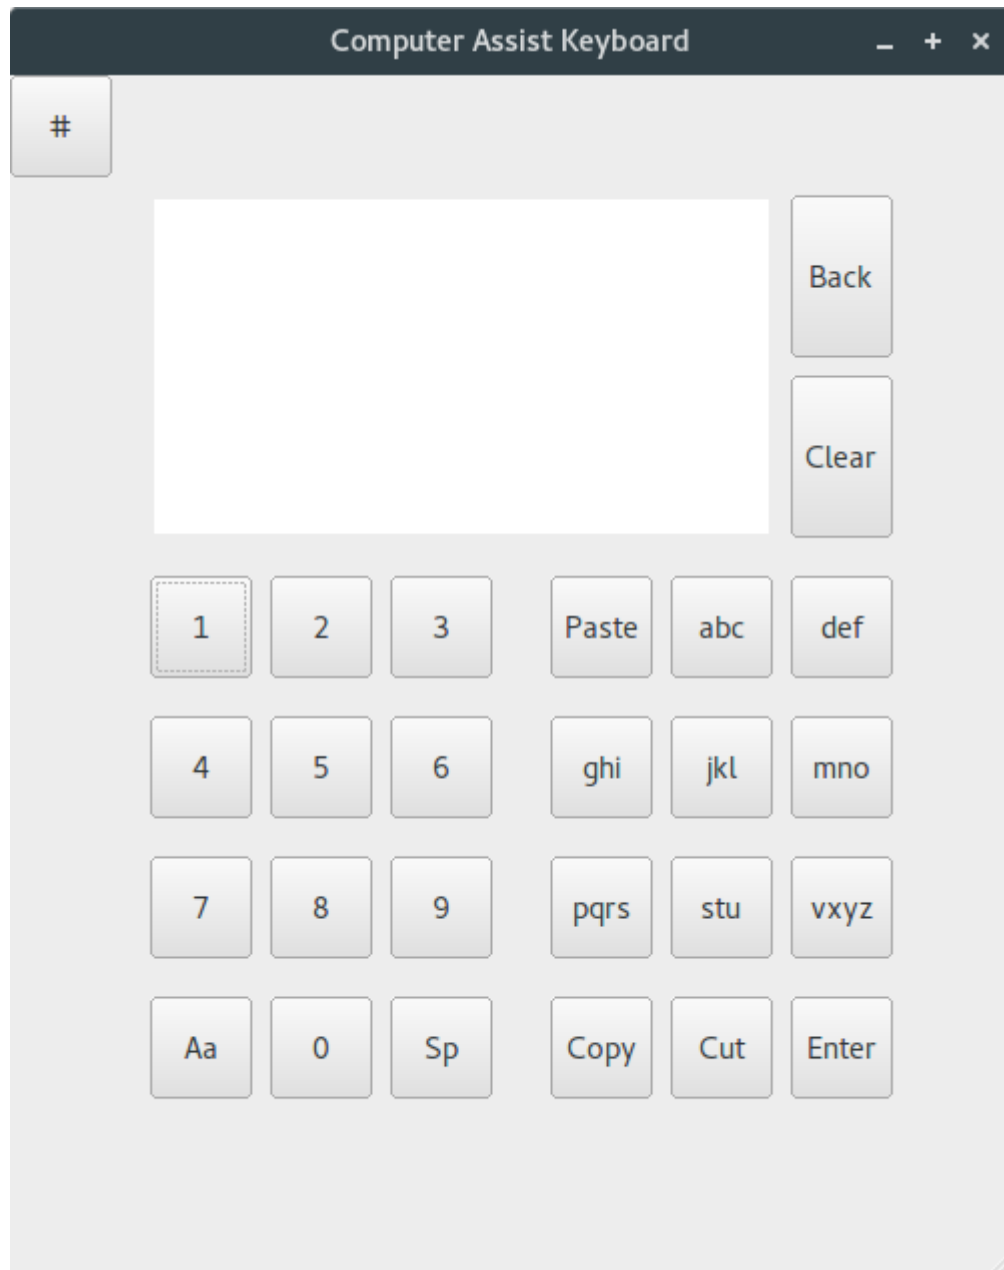 Computer Assist Keyboard
#
Back
Clear
1 2 3 Paste abc def
4 5 6 ghi jkl mno
7 8 9 pqrs stu vxyz
Aa 0 Sp Copy Cut Enter